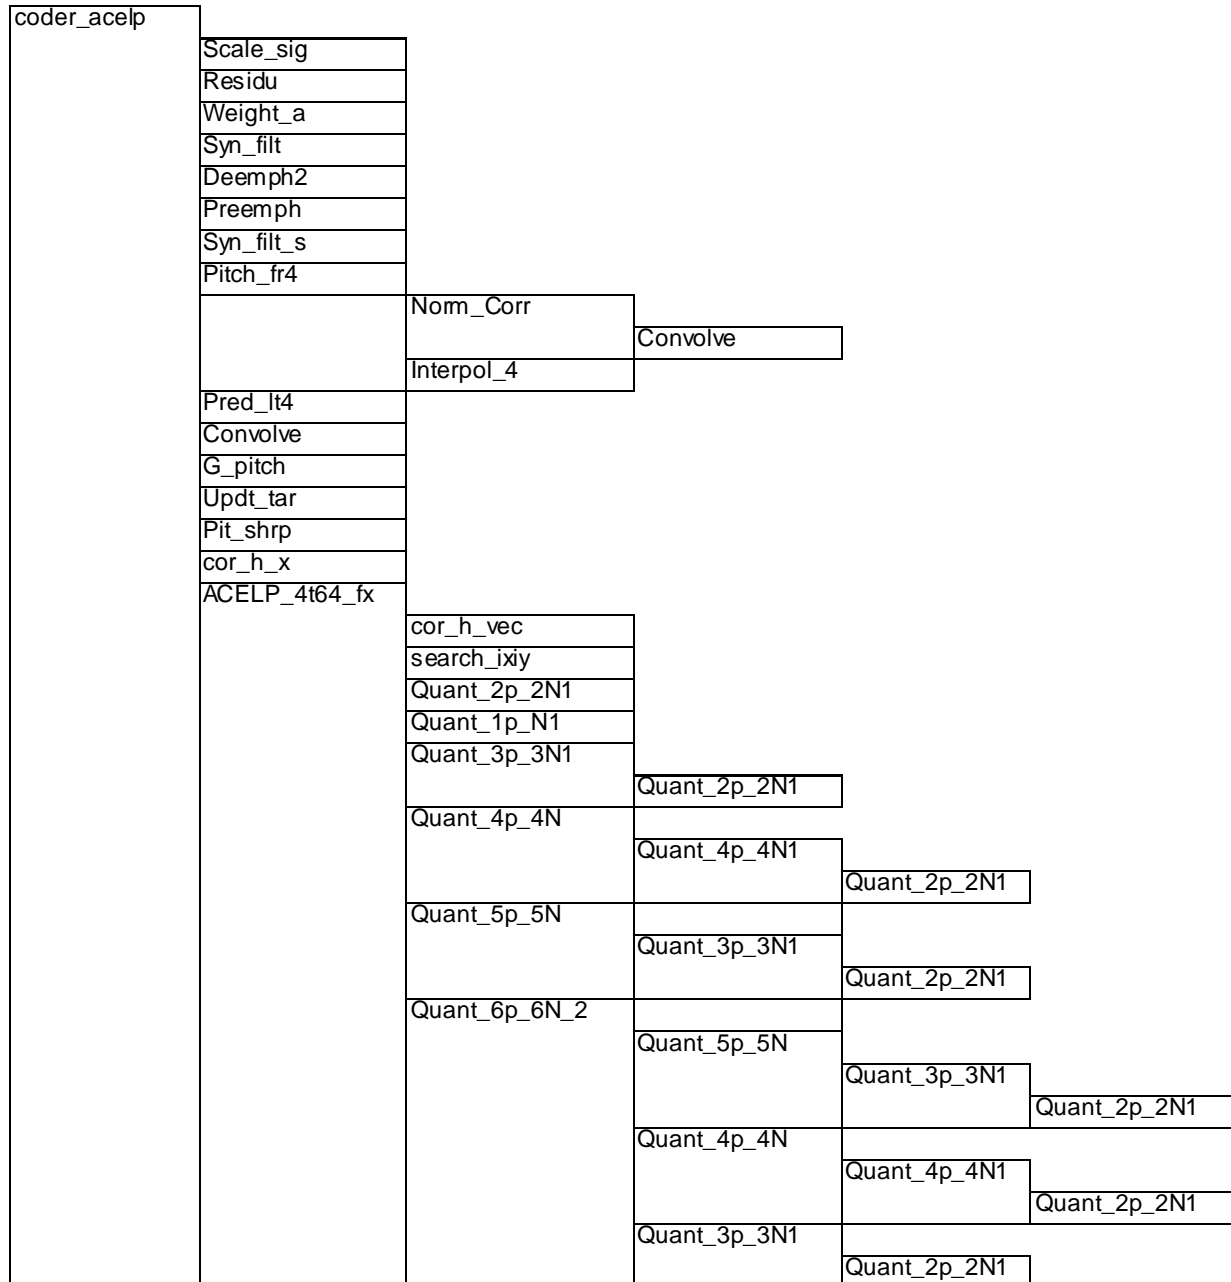 coder_acelp
Scale_sig
Residu
Weight_a
Syn_filt
Deemph2
Preemph
Syn_filt_s
Pitch_fr4
Norm_Corr
Convolve
Interpol_4
Pred_lt4
Convolve
G_pitch
Updt_tar
Pit_shrp
cor_h_x
ACELP_4t64_fx
cor_h_vec
search_ixiy
Quant_2p_2N1
Quant_1p_N1
Quant_3p_3N1
Quant_2p_2N1
Quant_4p_4N
Quant_4p_4N1
Quant_2p_2N1
Quant_5p_5N
Quant_3p_3N1
Quant_2p_2N1
Quant_6p_6N_2
Quant_5p_5N
Quant_3p_3N1
Quant_2p_2N1
Quant_4p_4N
Quant_4p_4N1
Quant_2p_2N1
Quant_3p_3N1
Quant_2p_2N1